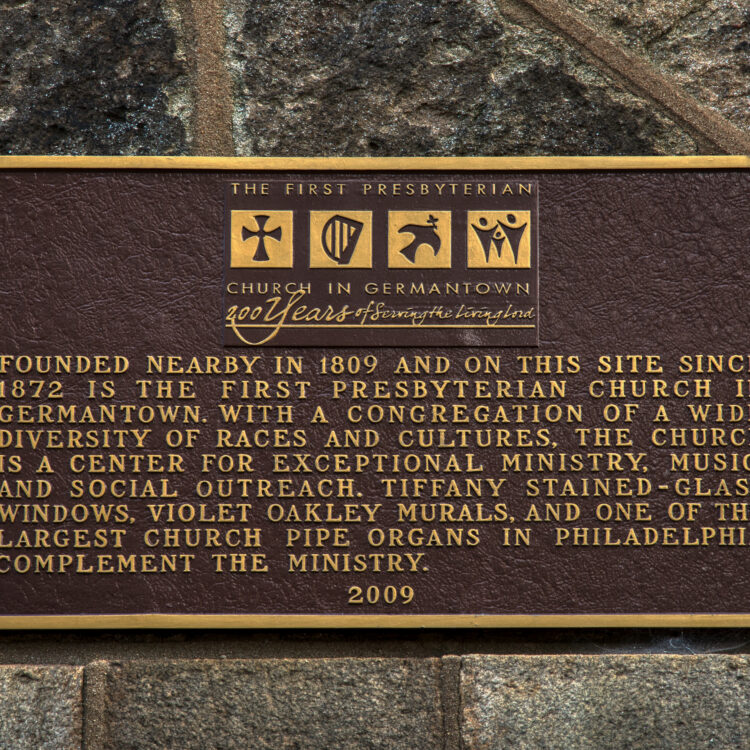 THE FIRST PRESBYTERIAN
CHURCH IN GERMANTOWN
200 Years of Serving the Living Lord
FOUNDED NEARBY IN 1809 AND ON THIS SITE SINC
1872 IS THE FIRST PRESBYTERIAN CHURCH I
GERMANTOWN. WITH A CONGREGATION OF A WID
DIVERSITY OF RACES AND CULTURES, THE CHURC
IS A CENTER FOR EXCEPTIONAL MINISTRY, MUSIC
AND SOCIAL OUTREACH. TIFFANY STAINED-GLAS
WINDOWS, VIOLET OAKLEY MURALS, AND ONE OF TH
LARGEST CHURCH PIPE ORGANS IN PHILADELPHI
COMPLEMENT THE MINISTRY.
2009